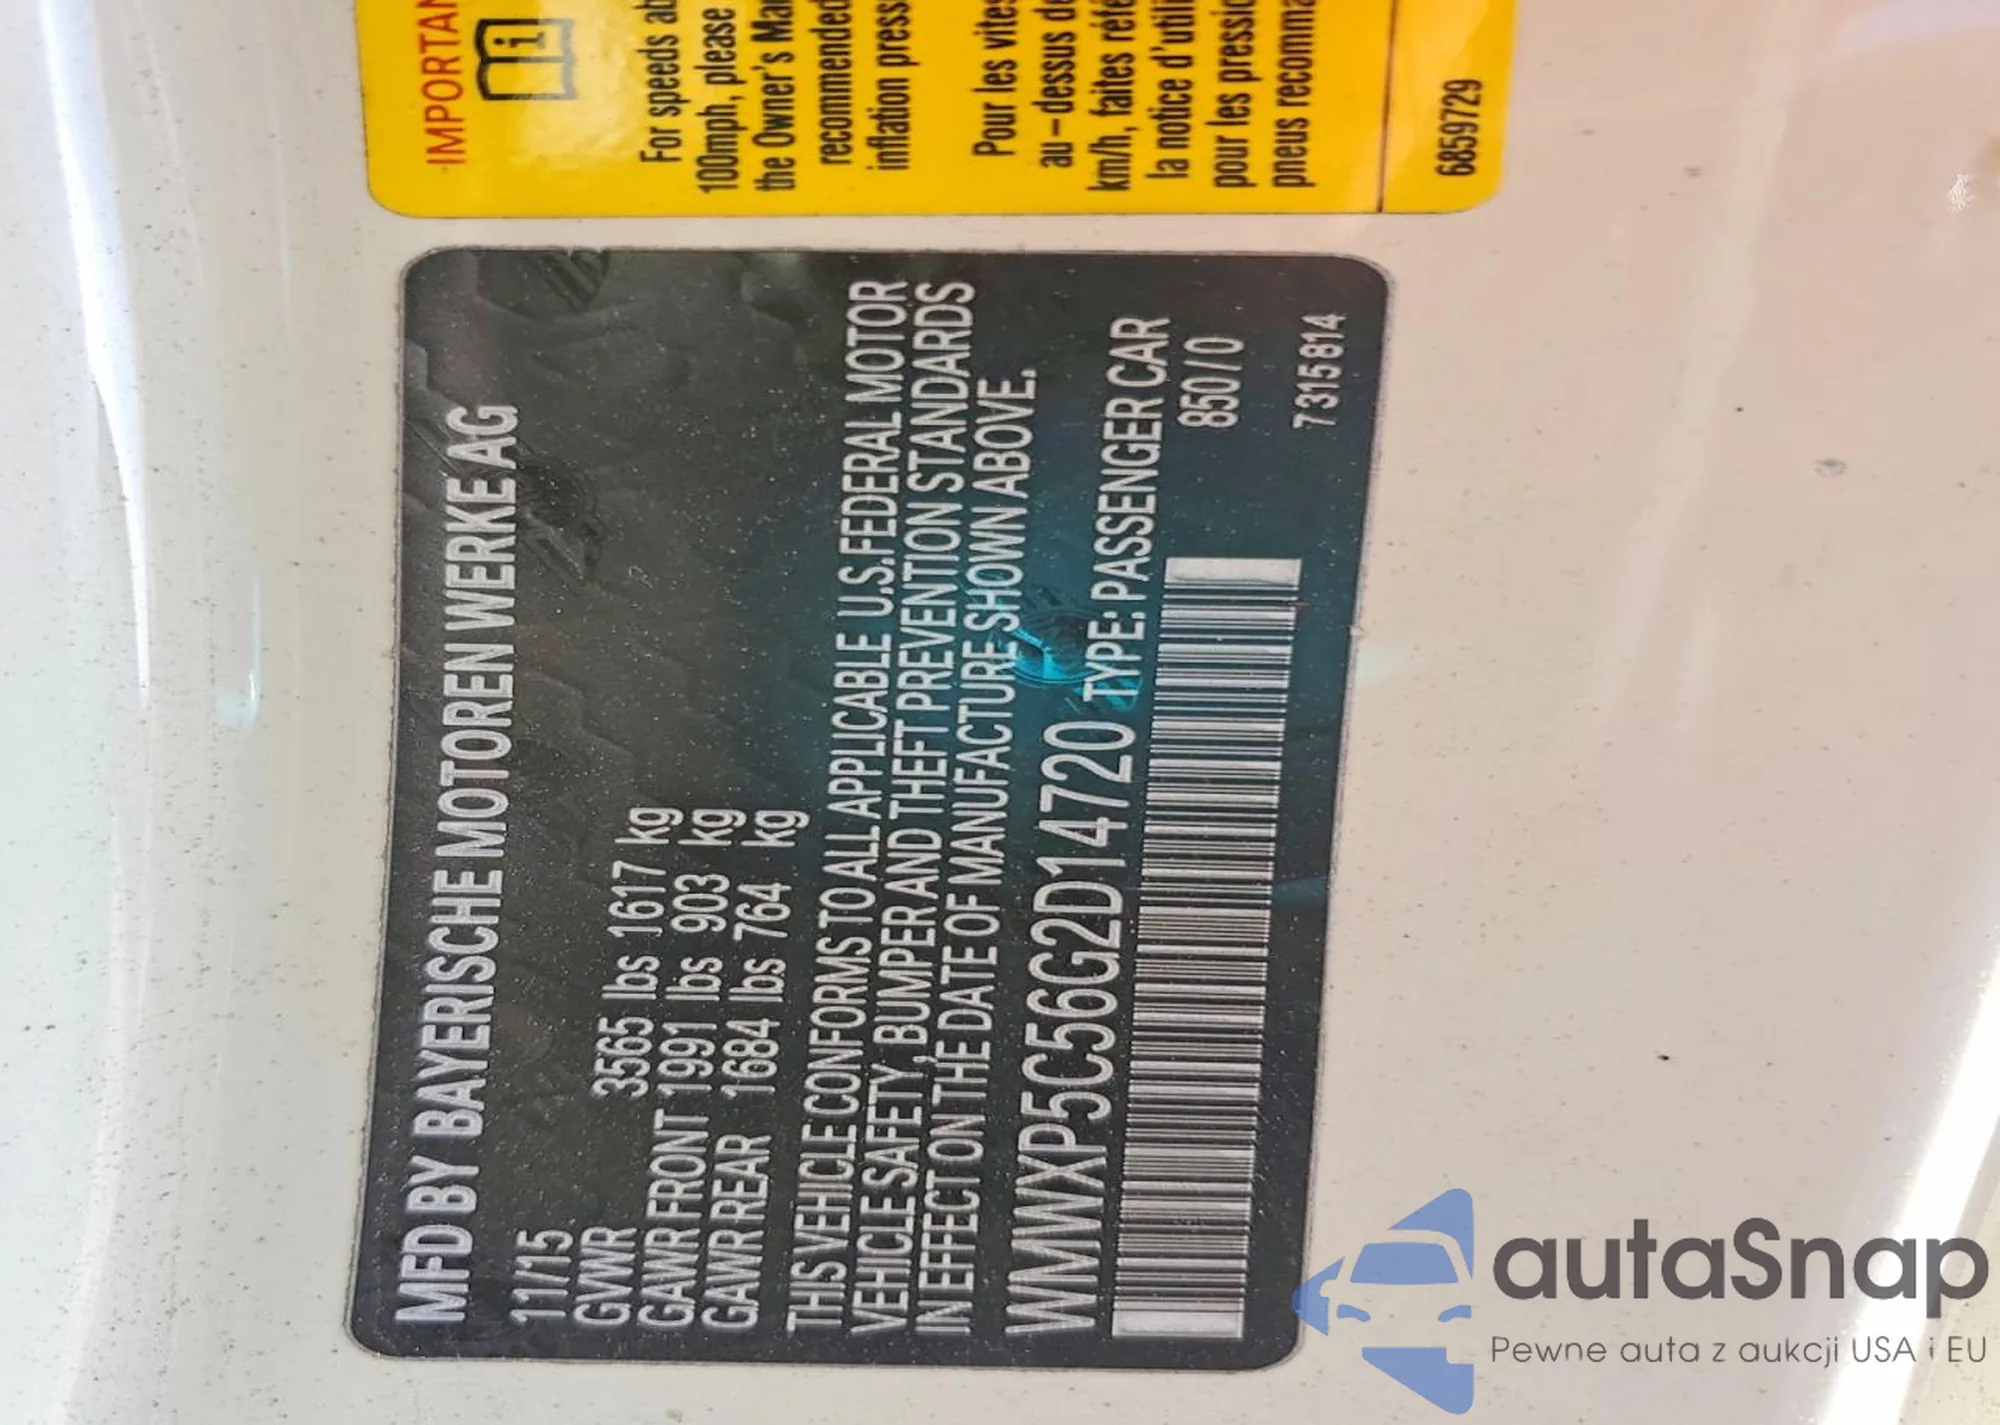 MFD BY BAYERISCHE MOTOREN WERKE AG
11/15
GVWR 3565 lbs 1617 kg
GAWR FRONT 1991 lbs 903 kg
GAWR REAR 1684 lbs 764 kg
THIS VEHICLE CONFORMS TO ALL APPLICABLE U.S.FEDERAL MOTOR
VEHICLE SAFETY, BUMPER AND THEFT PREVENTION STANDARDS
IN EFFECT ON THE DATE OF MANUFACTURE SHOWN ABOVE.
WMWXP5C56G2D14720 TYPE: PASSENGER CAR
850/0
7315814
IMPORTAN
For speeds ab
100mph, please
the Owner's Man
recommended
inflation press
Pour les vites
au-dessus de
km/h, faites réfé
la notice d'utili
pour les pressio
pneus recomma
6859729
autaSnap
Pewne auta z aukcji USA i EU